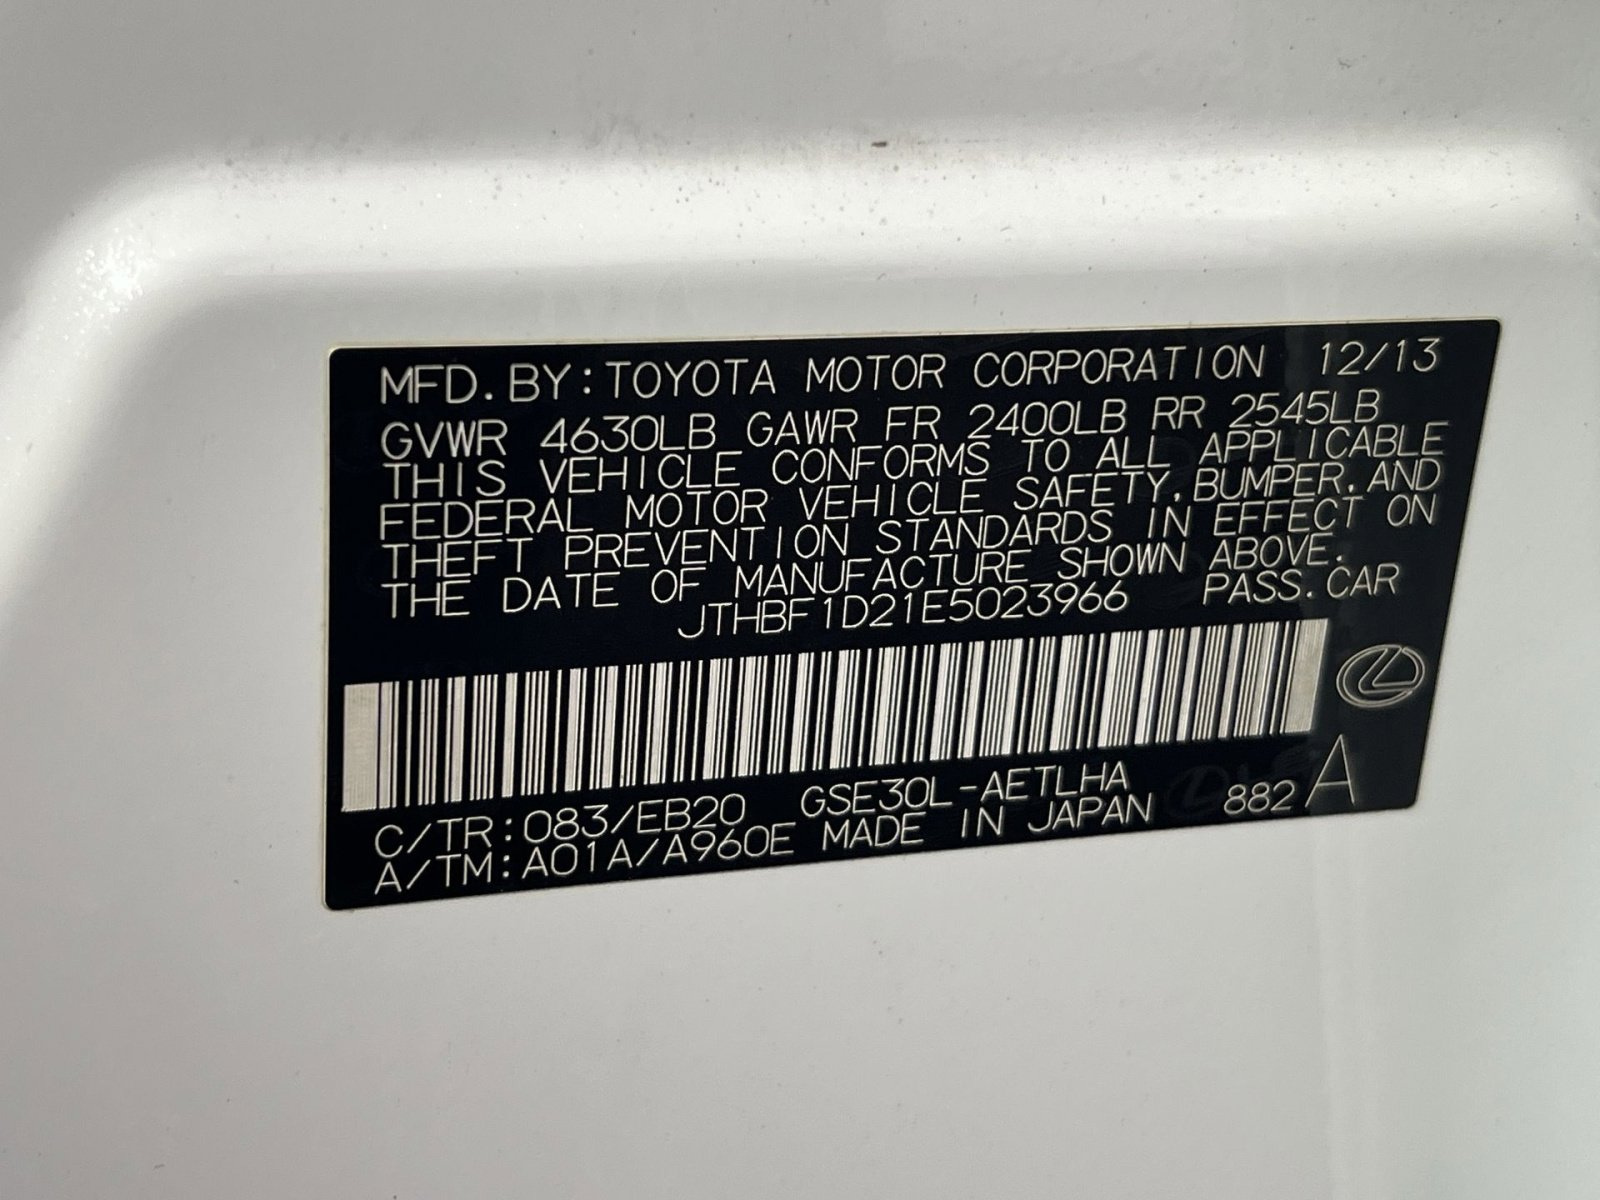 MFD. BY: TOYOTA MOTOR CORPORATION 12/13
GVWR 4630LB GAWR FR 2400LB RR 2545LB
THIS VEHICLE CONFORMS TO ALL APPLICABLE
FEDERAL MOTOR VEHICLE SAFETY, BUMPER, AND
THEFT PREVENTION STANDARDS IN EFFECT ON
THE DATE OF MANUFACTURE SHOWN ABOVE.
JTHBF1D21E5023966 PASS. CAR
C/TR: 083/EB20 GSE30L-AETLHA
A/TM: A01A/A960E MADE IN JAPAN 882 A